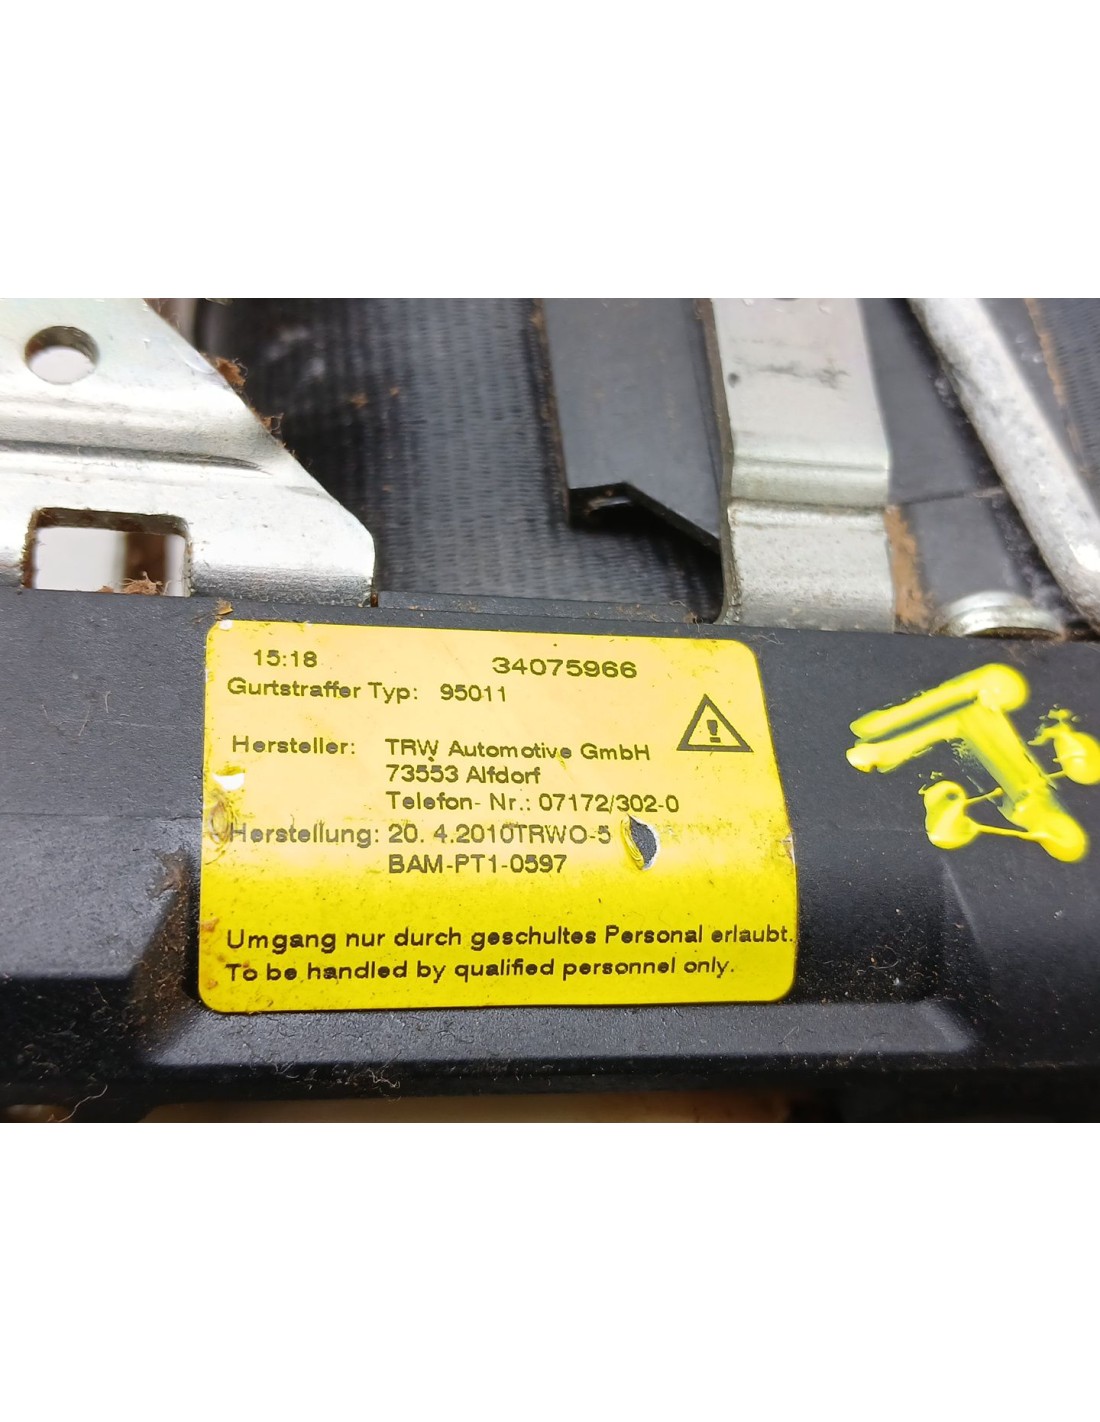 15:18 34075966
Gurtstraffer Typ: 95011
Hersteller: TRW Automotive GmbH
73553 Alfdorf
Telefon- Nr.: 07172/302-0
Herstellung: 20. 4.2010TRWO-5
BAM-PT1-0597
Umgang nur durch geschultes Personal erlaubt.
To be handled by qualified personnel only.